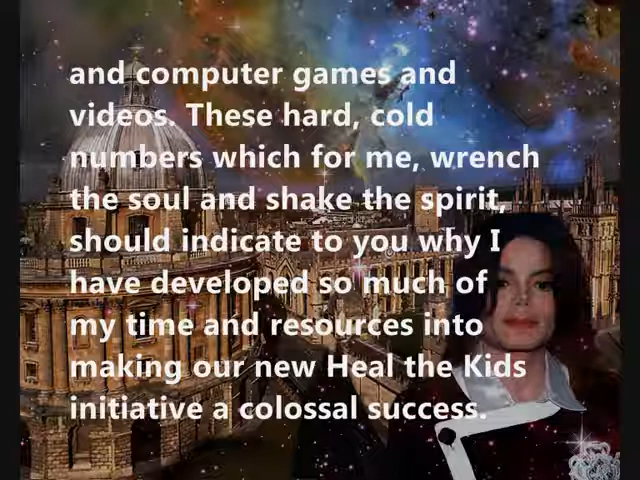 and computer games and
videos. These hard, cold
numbers which for me, wrench
the soul and shake the spirit,
should indicate to you why I
have developed so much of
my time and resources into
making our new Heal the Kids
initiative a colossal success.